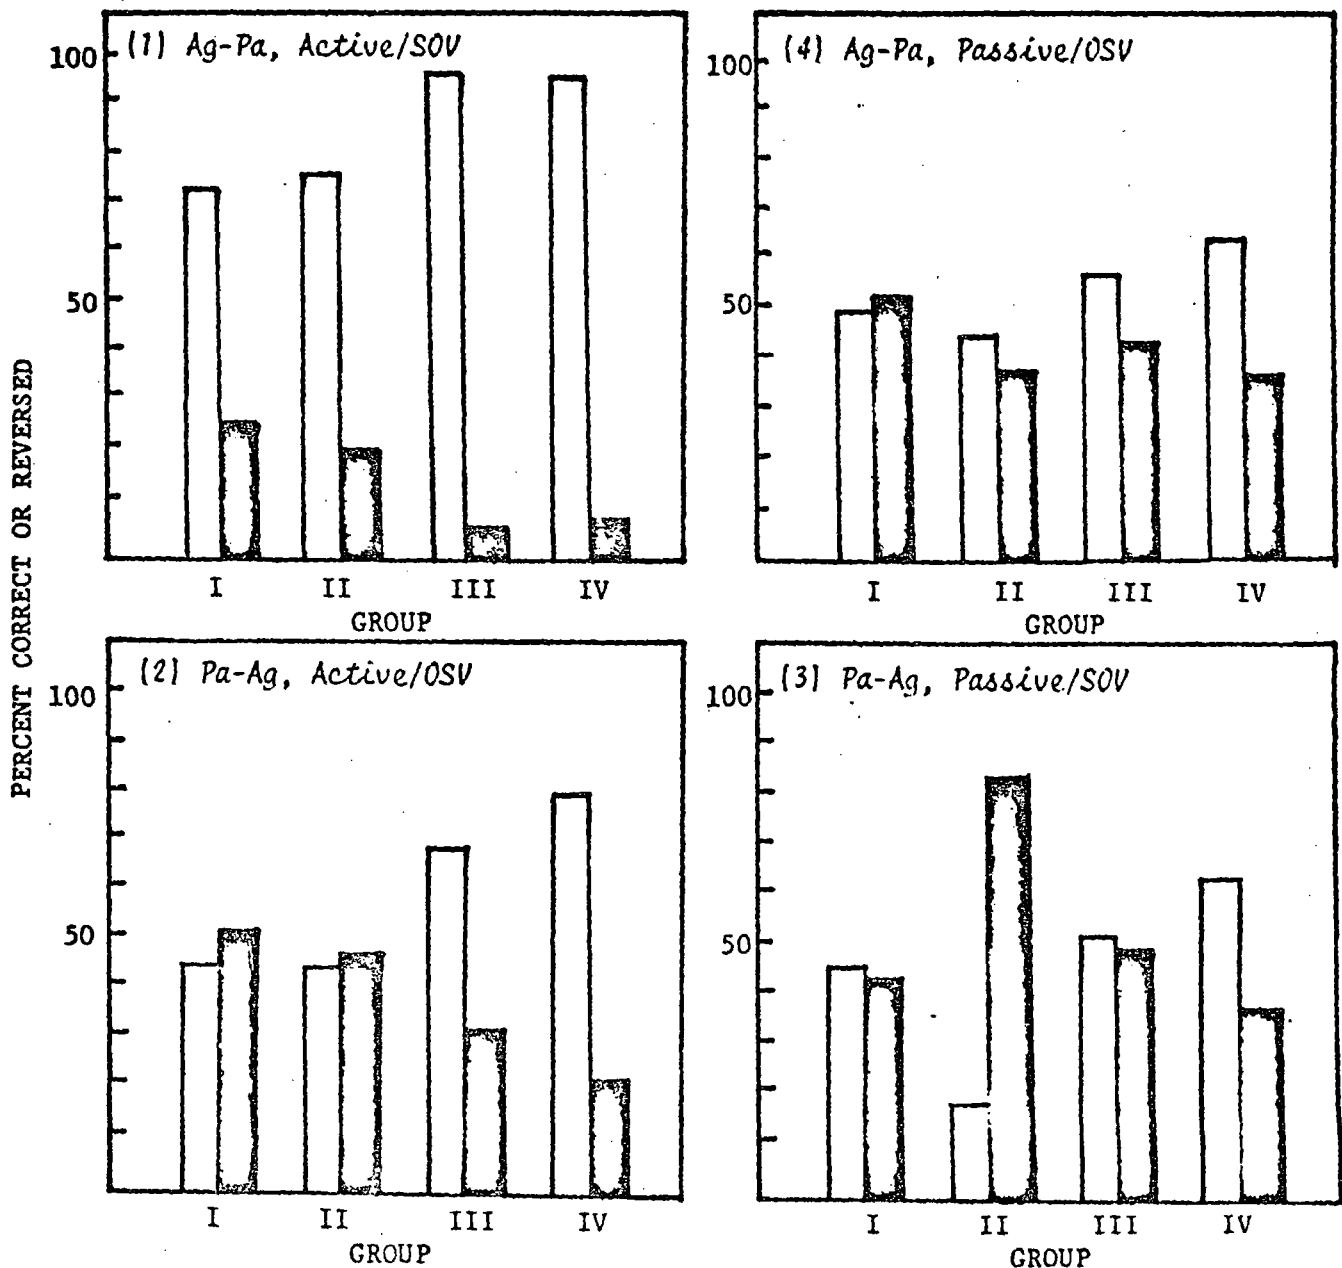 PERCENT CORRECT OR REVERSED
(1) Ag-Pa, Active/SOV
100
50
I II III IV
GROUP
(4) Ag-Pa, Passive/OSV
100
50
I II III IV
GROUP
(2) Pa-Ag, Active/OSV
100
50
I II III IV
GROUP
(3) Pa-Ag, Passive/SOV
100
50
I II III IV
GROUP